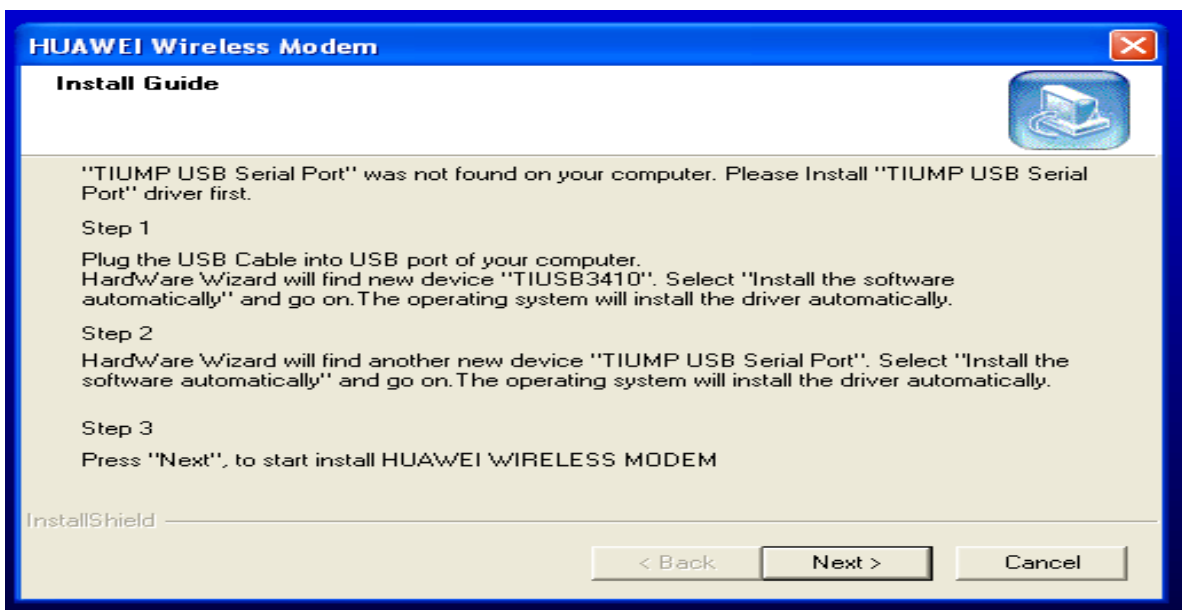 HUAWEI Wireless Modem
Install Guide
"TIUMP USB Serial Port" was not found on your computer. Please Install "TIUMP USB Serial
Port" driver first.
Step 1
Plug the USB Cable into USB port of your computer.
HardWare Wizard will find new device "TIUSB3410". Select "Install the software
automatically" and go on.The operating system will install the driver automatically.
Step 2
HardWare Wizard will find another new device "TIUMP USB Serial Port". Select "Install the
software automatically" and go on.The operating system will install the driver automatically.
Step 3
Press "Next", to start install HUAWEI WIRELESS MODEM
InstallShield
< Back Next > Cancel